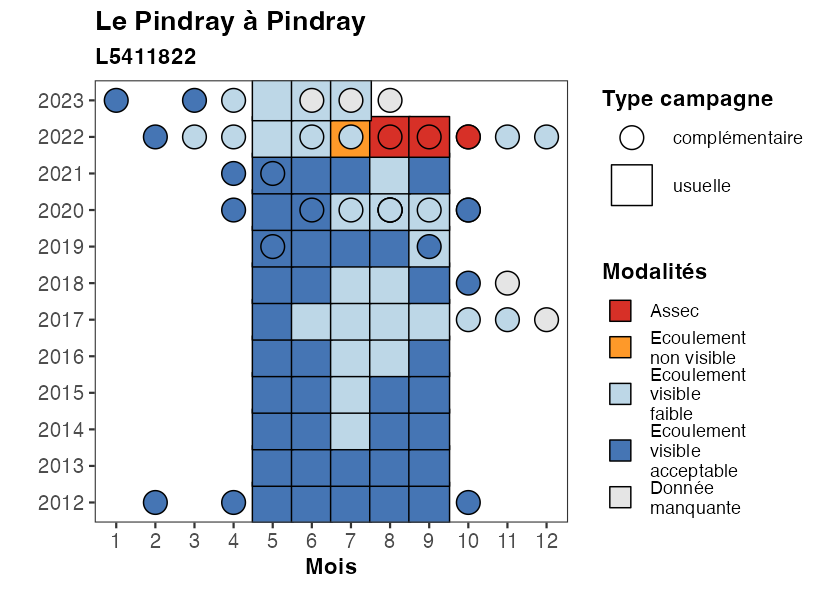 Le Pindray à Pindray
L5411822
2023
2022
2021
2020
2019
2018
2017
2016
2015
2014
2013
2012
1 2 3 4 5 6 7 8 9 10 11 12
Mois
Type campagne
complémentaire
usuelle
Modalités
Assec
Ecoulement
non visible
Ecoulement
visible
faible
Ecoulement
visible
acceptable
Donnée
manquante